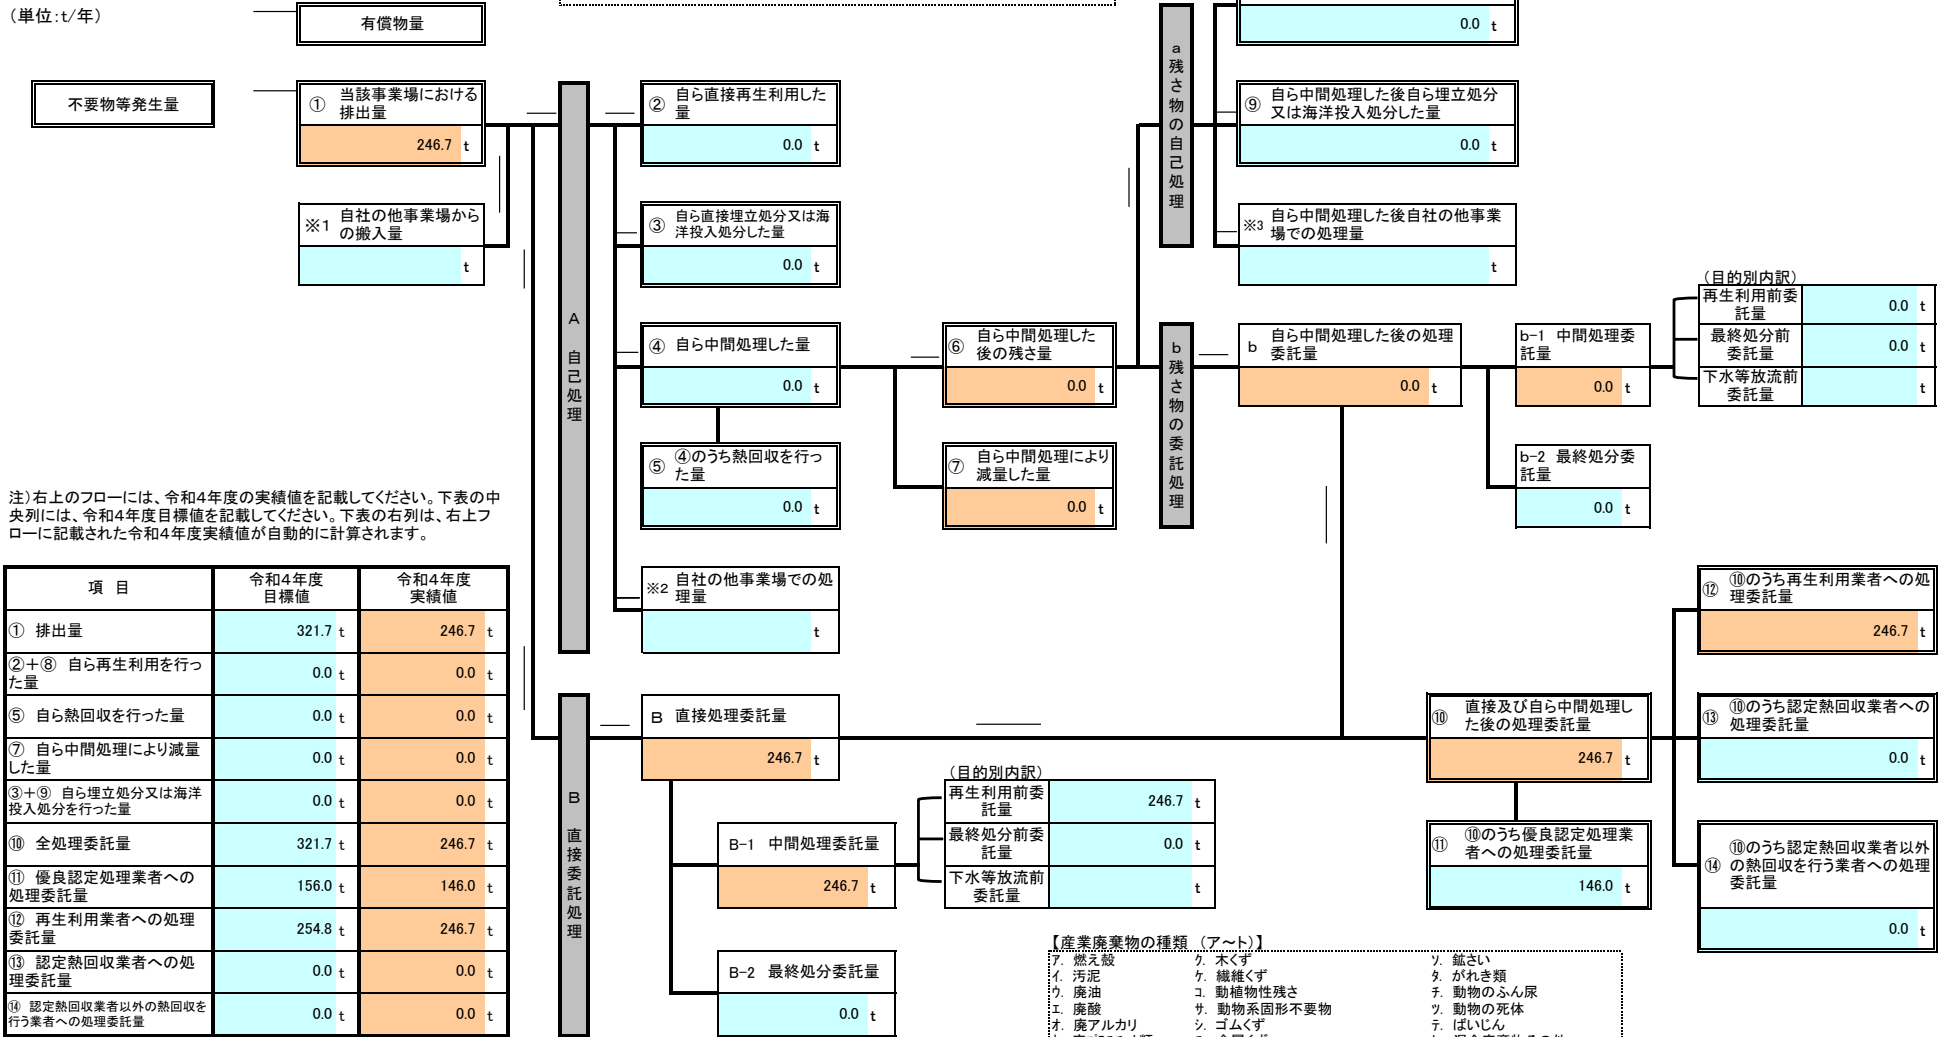 （単位：t/年）
有償物量
不要物等発生量
① 当該事業場における
排出量
246.7 t
※1 自社の他事業場から
の搬入量
t
A 自己処理
② 自ら直接再生利用した
量
0.0 t
③ 自ら直接埋立処分又は海
洋投入処分した量
0.0 t
④ 自ら中間処理した量
0.0 t
⑤ ④のうち熱回収を行っ
た量
0.0 t
※2 自社の他事業場での処
理量
t
⑥ 自ら中間処理した
後の残さ量
0.0 t
⑦ 自ら中間処理により
減量した量
0.0 t
a 残さ物の自己処理
0.0 t
⑨ 自ら中間処理した後自ら埋立処分
又は海洋投入処分した量
0.0 t
※3 自ら中間処理した後自社の他事業
場での処理量
t
b 残さ物の委託処理
b 自ら中間処理した後の処理
委託量
0.0 t
b-1 中間処理委
託量
0.0 t
b-2 最終処分委
託量
0.0 t
（目的別内訳）
再生利用前委
託量
0.0 t
最終処分前
委託量
0.0 t
下水等放流前
委託量
t
注）右上のフローには、令和4年度の実績値を記載してください。下表の中
央列には、令和4年度目標値を記載してください。下表の右列は、右上フ
ローに記載された令和4年度実績値が自動的に計算されます。
項 目 令和4年度
目標値 令和4年度
実績値
① 排出量 321.7 t 246.7 t
②＋⑧ 自ら再生利用を行っ
た量 0.0 t 0.0 t
⑤ 自ら熱回収を行った量 0.0 t 0.0 t
⑦ 自ら中間処理により減量
した量 0.0 t 0.0 t
③＋⑨ 自ら埋立処分又は海洋
投入処分を行った量 0.0 t 0.0 t
⑩ 全処理委託量 321.7 t 246.7 t
⑪ 優良認定処理業者への
処理委託量 156.0 t 146.0 t
⑫ 再生利用業者への処理
委託量 254.8 t 246.7 t
⑬ 認定熱回収業者への処
理委託量 0.0 t 0.0 t
⑭ 認定熱回収業者以外の熱回収を
行う業者への処理委託量 0.0 t 0.0 t
B 直接委託処理
B 直接処理委託量
246.7 t
B-1 中間処理委託量
246.7 t
B-2 最終処分委託量
0.0 t
（目的別内訳）
再生利用前委
託量
246.7 t
最終処分前委
託量
0.0 t
下水等放流前
委託量
t
⑩ 直接及び自ら中間処理し
た後の処理委託量
246.7 t
⑪ ⑩のうち優良認定処理業
者への処理委託量
146.0 t
⑫ ⑩のうち再生利用業者への処
理委託量
246.7 t
⑬ ⑩のうち認定熱回収業者への
処理委託量
0.0 t
⑭ ⑩のうち認定熱回収業者以外
の熱回収を行う業者への処理
委託量
0.0 t
【産業廃棄物の種類 （ア～ト）】
ア. 燃え殻 ク. 木くず ソ. 鉱さい
イ. 汚泥 ケ. 繊維くず タ. がれき類
ウ. 廃油 コ. 動植物性残さ チ. 動物のふん尿
エ. 廃酸 サ. 動物系固形不要物 ツ. 動物の死体
オ. 廃アルカリ シ. ゴムくず テ. ばいじん